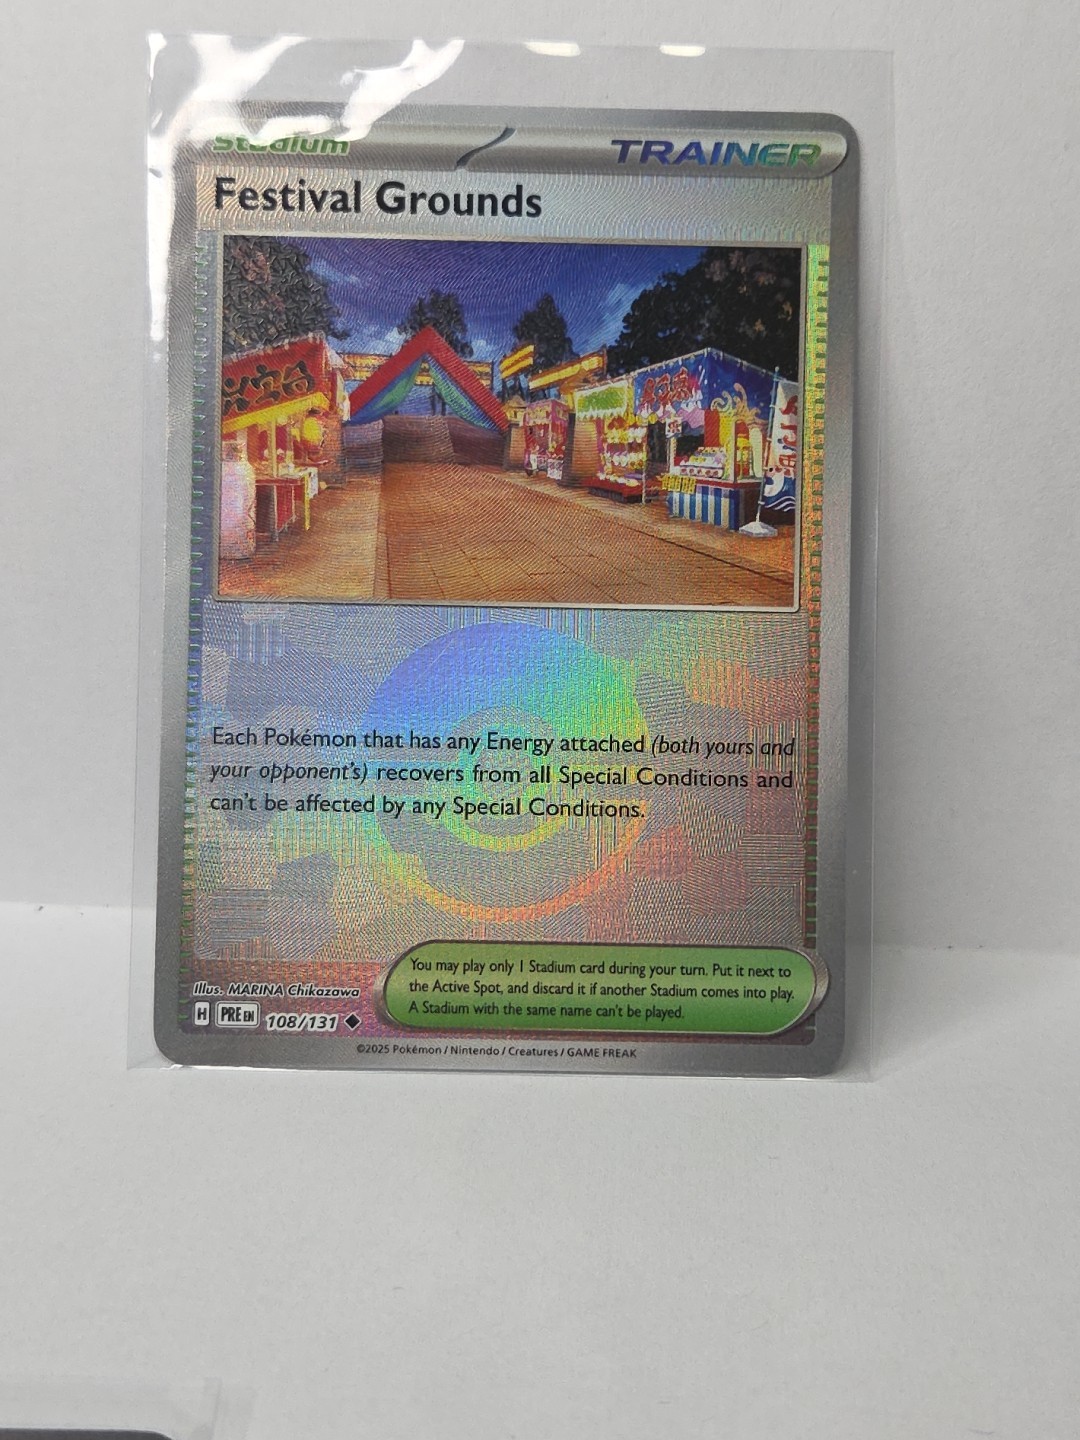 Stadium
TRAINER
Festival Grounds
Each Pokémon that has any Energy attached (both yours and
your opponent's) recovers from all Special Conditions and
can't be affected by any Special Conditions.
You may play only 1 Stadium card during your turn. Put it next to
the Active Spot, and discard it if another Stadium comes into play.
A Stadium with the same name can't be played.
Illus. MARINA Chikazawa
H PRE EN 108/131
©2025 Pokémon / Nintendo / Creatures / GAME FREAK